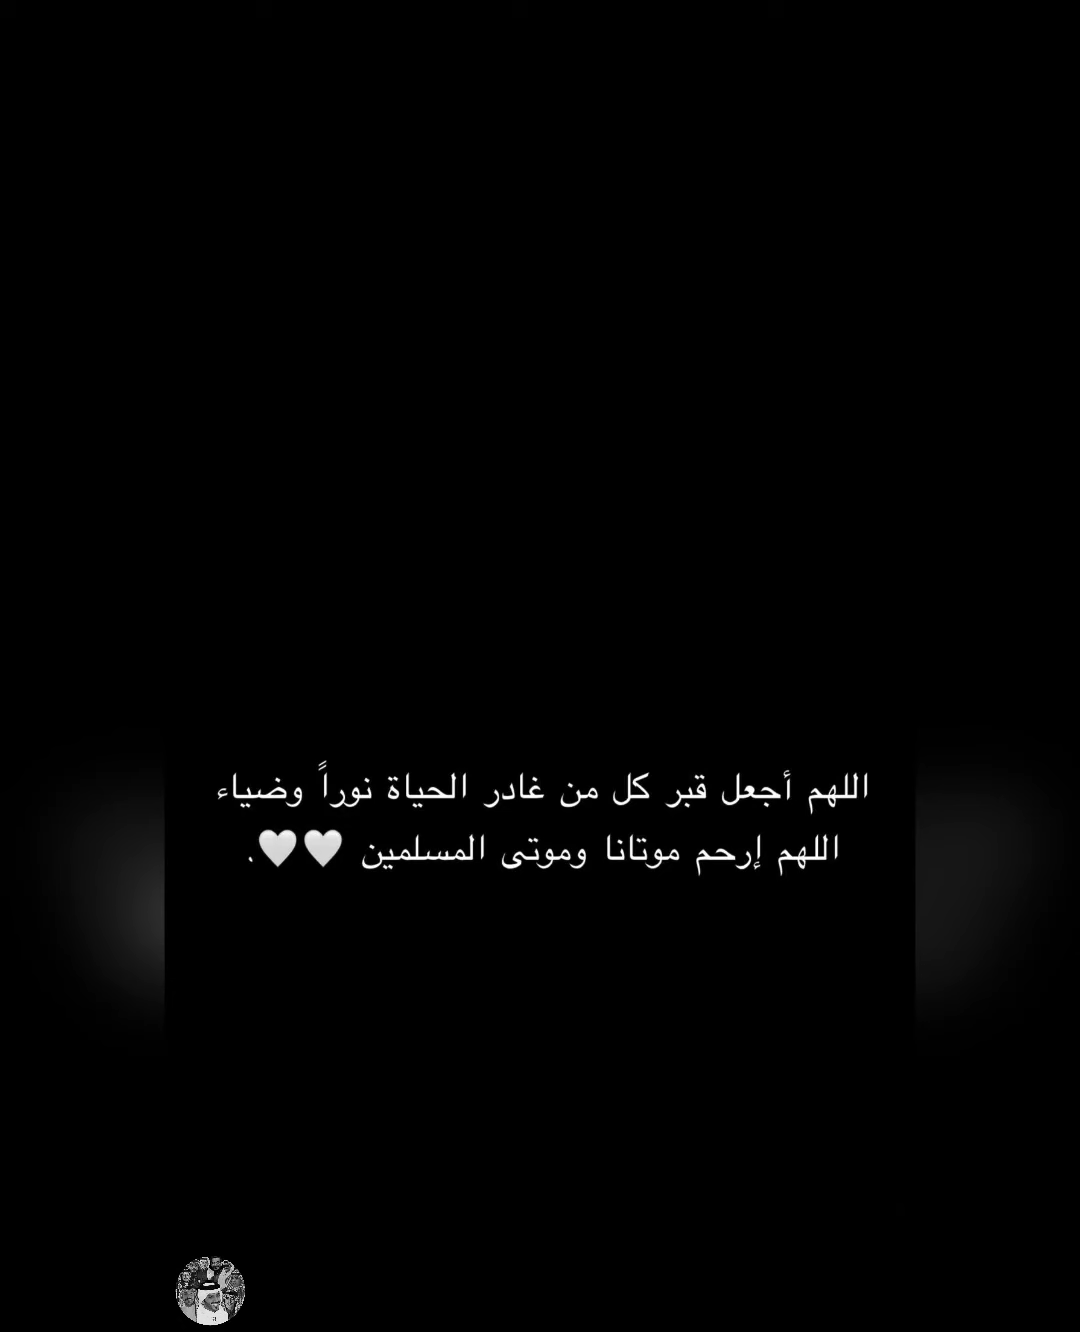 اللهم أجعل قبر كل من غادر الحياة نوراً وضياء
اللهم إرحم موتانا وموتى المسلمين 🤍🤍.